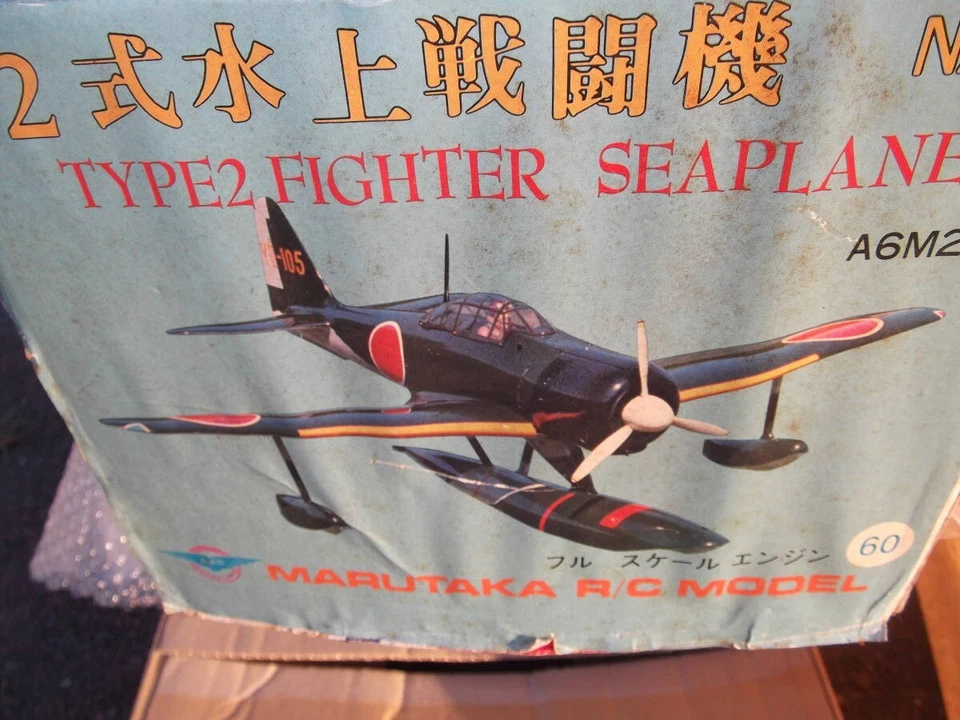 2式水上戦闘機
TYPE2 FIGHTER SEAPLANE
A6M2
-105
フル スケール エンジン 60
MARUTAKA R/C MODEL